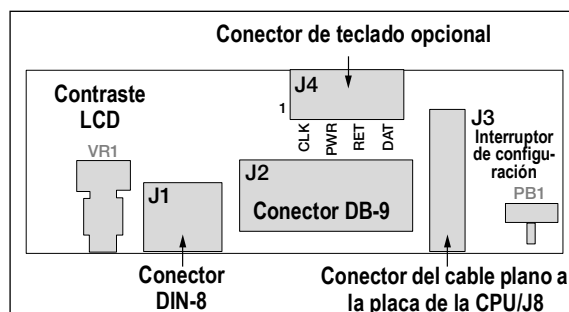 Conector de teclado opcional
J4
1
CLK
PWR
RET
DAT
Contraste
LCD
VR1
J1
J2
Conector DB-9
J3
Interruptor
de configu-
ración
PB1
Conector
DIN-8
Conector del cable plano a
la placa de la CPU/J8